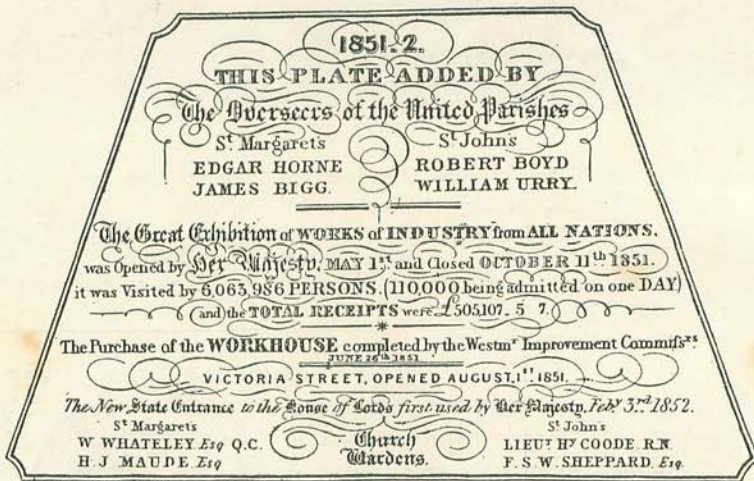 1851.2.
THIS PLATE ADDED BY
The Overseers of the United Parishes
St Margaret's St John's
EDGAR HORNE ROBERT BOYD
JAMES BIGG. WILLIAM URRY.
The Great Exhibition of WORKS of INDUSTRY from ALL NATIONS.
was Opened by Her Majesty, MAY 1st and Closed OCTOBER 11th 1851.
it was Visited by 6,063,986 PERSONS. (110,000 being admitted on one DAY)
and the TOTAL RECEIPTS were £505,107. 5 7.
*
The Purchase of the WORKHOUSE completed by the Westmr Improvement Commissrs.
JUNE 26th 1851
VICTORIA STREET, OPENED AUGUST, 1st 1851.
The New State Entrance to the House of Lords first used by Her Majesty, Feby 3rd 1852.
St Margaret's St John's
W WHATELEY Esq Q.C. Church LIEUT Hy COODE. R.N.
H.J MAUDE. Esq Wardens. F.S.W. SHEPPARD. Esq.